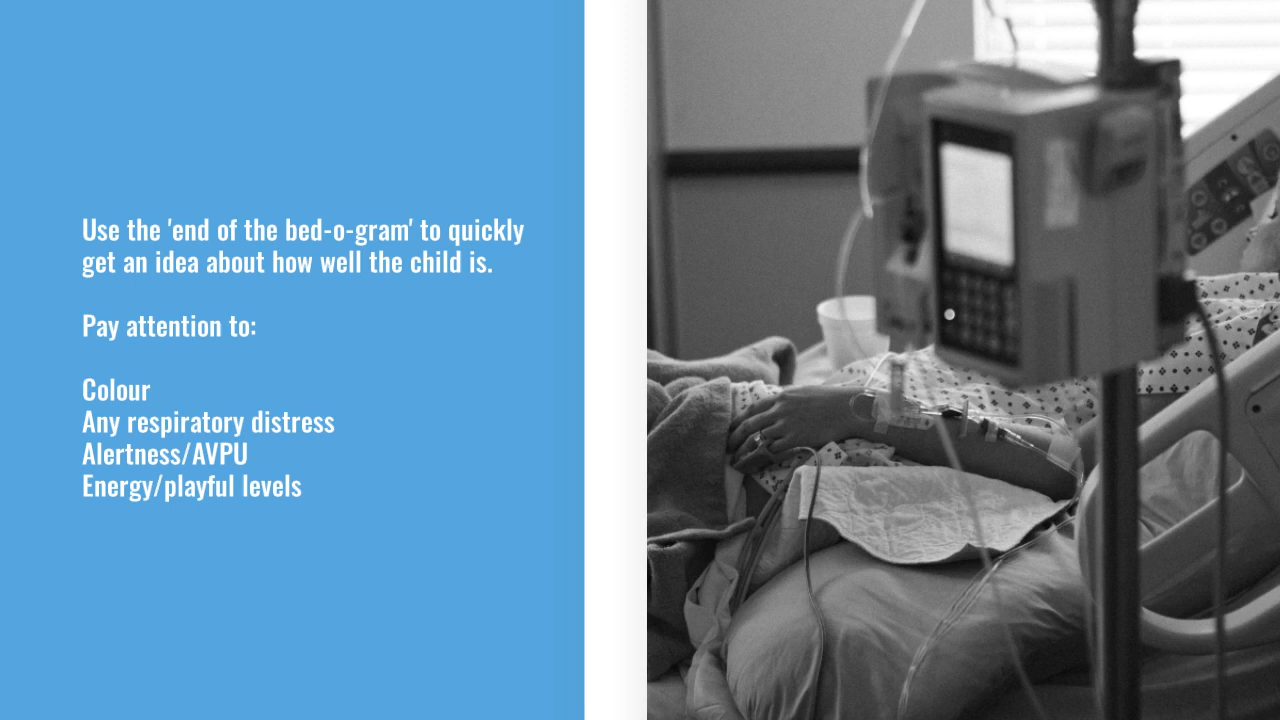 Use the 'end of the bed-o-gram' to quickly
get an idea about how well the child is.
Pay attention to:
Colour
Any respiratory distress
Alertness/AVPU
Energy/playful levels